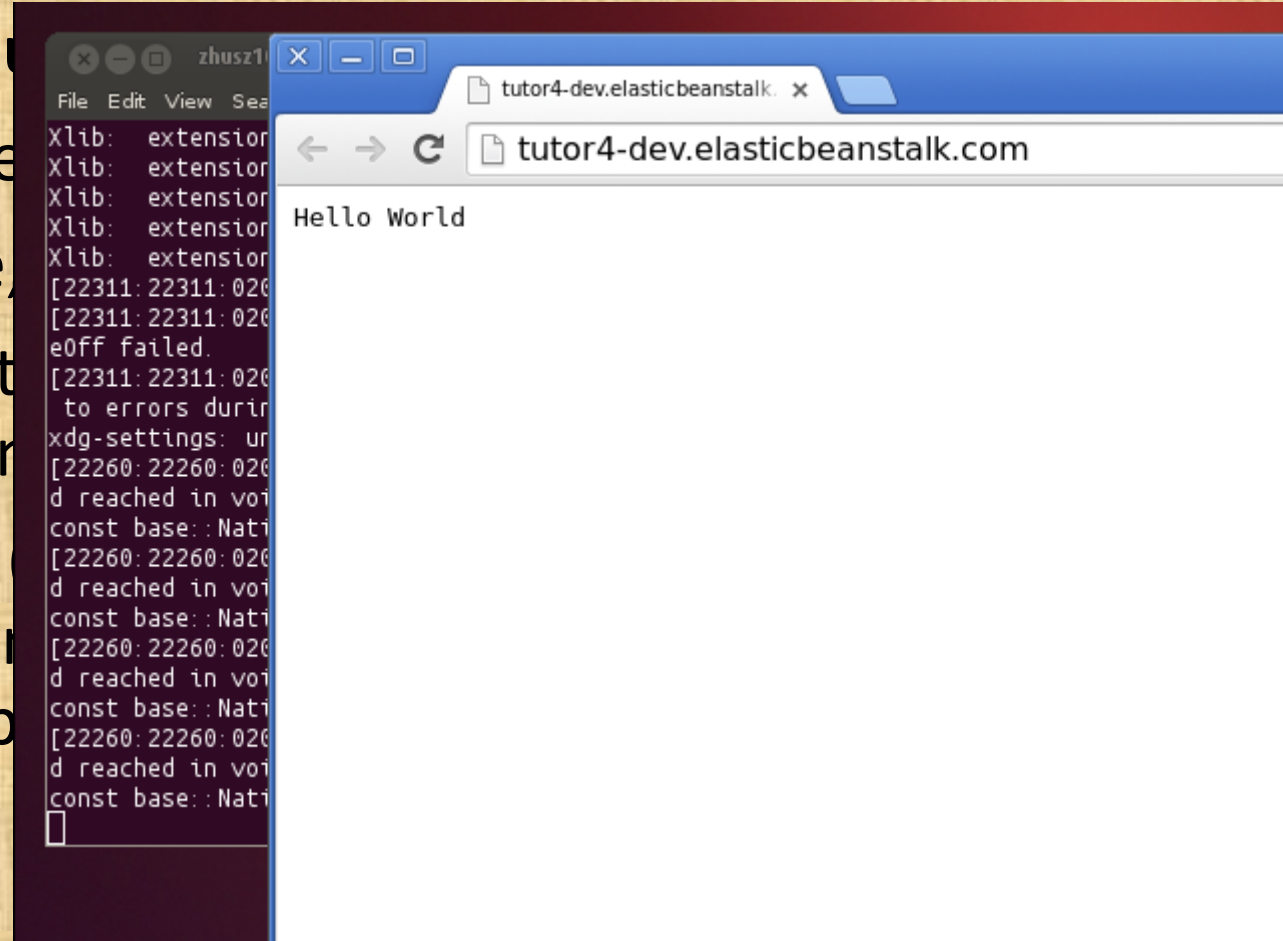 zhusz1
File Edit View Sea
Xlib: extension
Xlib: extension
Xlib: extension
Xlib: extension
Xlib: extension
[22311:22311:020
[22311:22311:020
eOff failed.
[22311:22311:020
to errors durin
xdg-settings: un
[22260:22260:020
d reached in voi
const base::Nati
[22260:22260:020
d reached in voi
const base::Nati
[22260:22260:020
d reached in voi
const base::Nati
[22260:22260:020
d reached in voi
const base::Nati
tutor4-dev.elasticbeanstalk.
tutor4-dev.elasticbeanstalk.com
Hello World